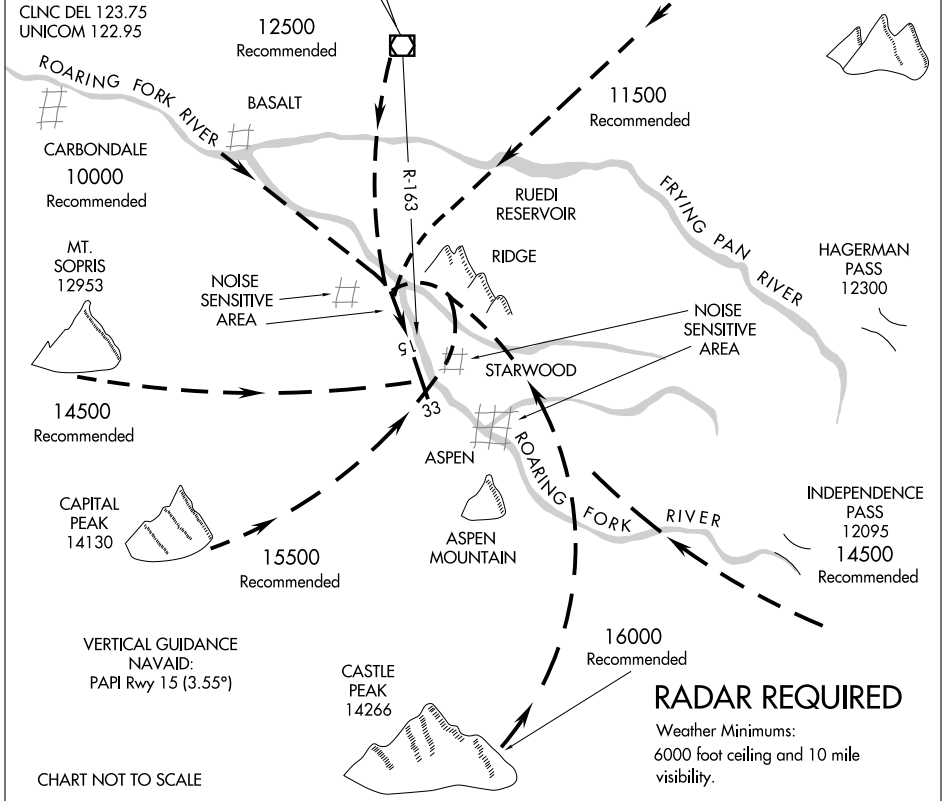 CLNC DEL 123.75
UNICOM 122.95
12500
Recommended
ROARING FORK RIVER
BASALT
11500
Recommended
CARBONDALE
10000
Recommended
R-163
RUEDI
RESERVOIR
FRYING PAN RIVER
MT.
SOPRIS
12953
NOISE
SENSITIVE
AREA
RIDGE
HAGERMAN
PASS
12300
NOISE
SENSITIVE
AREA
15
STARWOOD
33
14500
Recommended
ASPEN
ROARING FORK RIVER
CAPITAL
PEAK
14130
15500
Recommended
ASPEN
MOUNTAIN
INDEPENDENCE
PASS
12095
14500
Recommended
VERTICAL GUIDANCE
NAVAID:
PAPI Rwy 15 (3.55°)
16000
Recommended
CASTLE
PEAK
14266
RADAR REQUIRED
Weather Minimums:
6000 foot ceiling and 10 mile
visibility.
CHART NOT TO SCALE